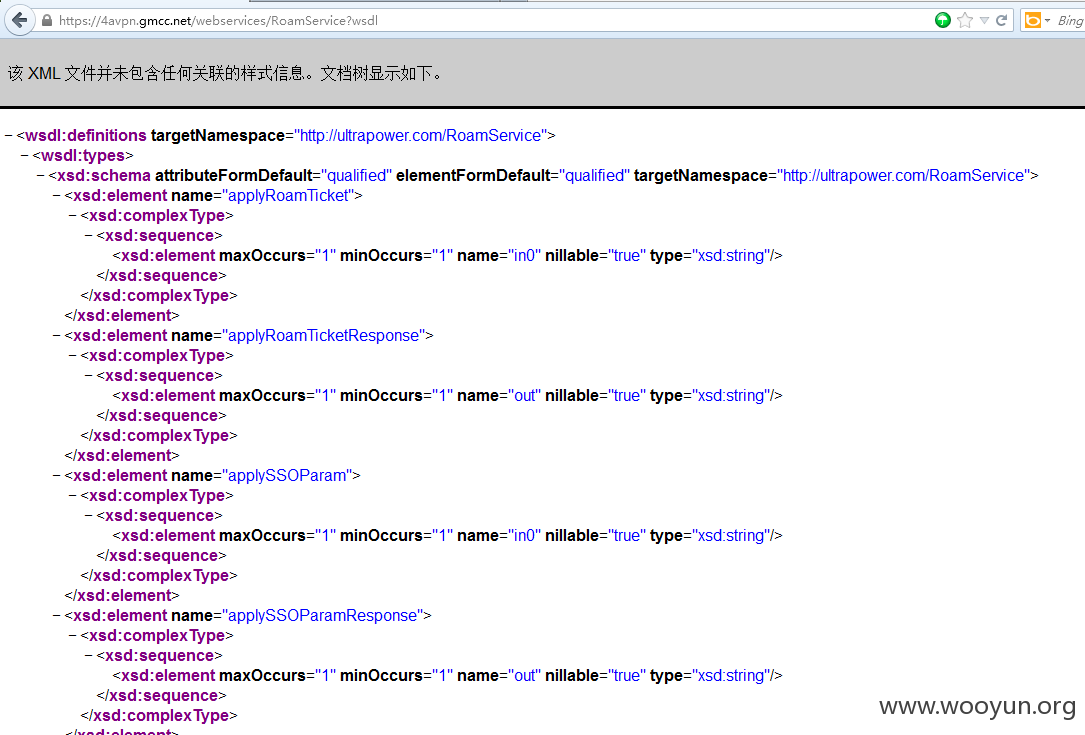 https://4avpn.gmcc.net/webservices/RoamService?wsdl
Bing
该 XML 文件并未包含任何关联的样式信息。文档树显示如下。
− <wsdl:definitions targetNamespace="http://ultrapower.com/RoamService">
− <wsdl:types>
− <xsd:schema attributeFormDefault="qualified" elementFormDefault="qualified" targetNamespace="http://ultrapower.com/RoamService">
− <xsd:element name="applyRoamTicket">
− <xsd:complexType>
− <xsd:sequence>
<xsd:element maxOccurs="1" minOccurs="1" name="in0" nillable="true" type="xsd:string"/>
</xsd:sequence>
</xsd:complexType>
</xsd:element>
− <xsd:element name="applyRoamTicketResponse">
− <xsd:complexType>
− <xsd:sequence>
<xsd:element maxOccurs="1" minOccurs="1" name="out" nillable="true" type="xsd:string"/>
</xsd:sequence>
</xsd:complexType>
</xsd:element>
− <xsd:element name="applySSOParam">
− <xsd:complexType>
− <xsd:sequence>
<xsd:element maxOccurs="1" minOccurs="1" name="in0" nillable="true" type="xsd:string"/>
</xsd:sequence>
</xsd:complexType>
</xsd:element>
− <xsd:element name="applySSOParamResponse">
− <xsd:complexType>
− <xsd:sequence>
<xsd:element maxOccurs="1" minOccurs="1" name="out" nillable="true" type="xsd:string"/>
</xsd:sequence>
</xsd:complexType>
</xsd:element>
www.wooyun.org